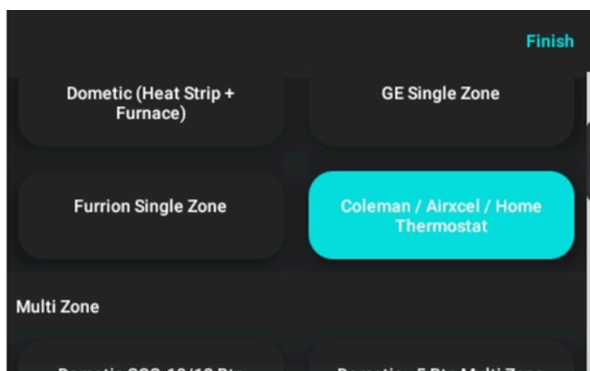 Finish
Dometic (Heat Strip +
Furnace)
GE Single Zone
Furrion Single Zone
Coleman / Airxcel / Home
Thermostat
Multi Zone